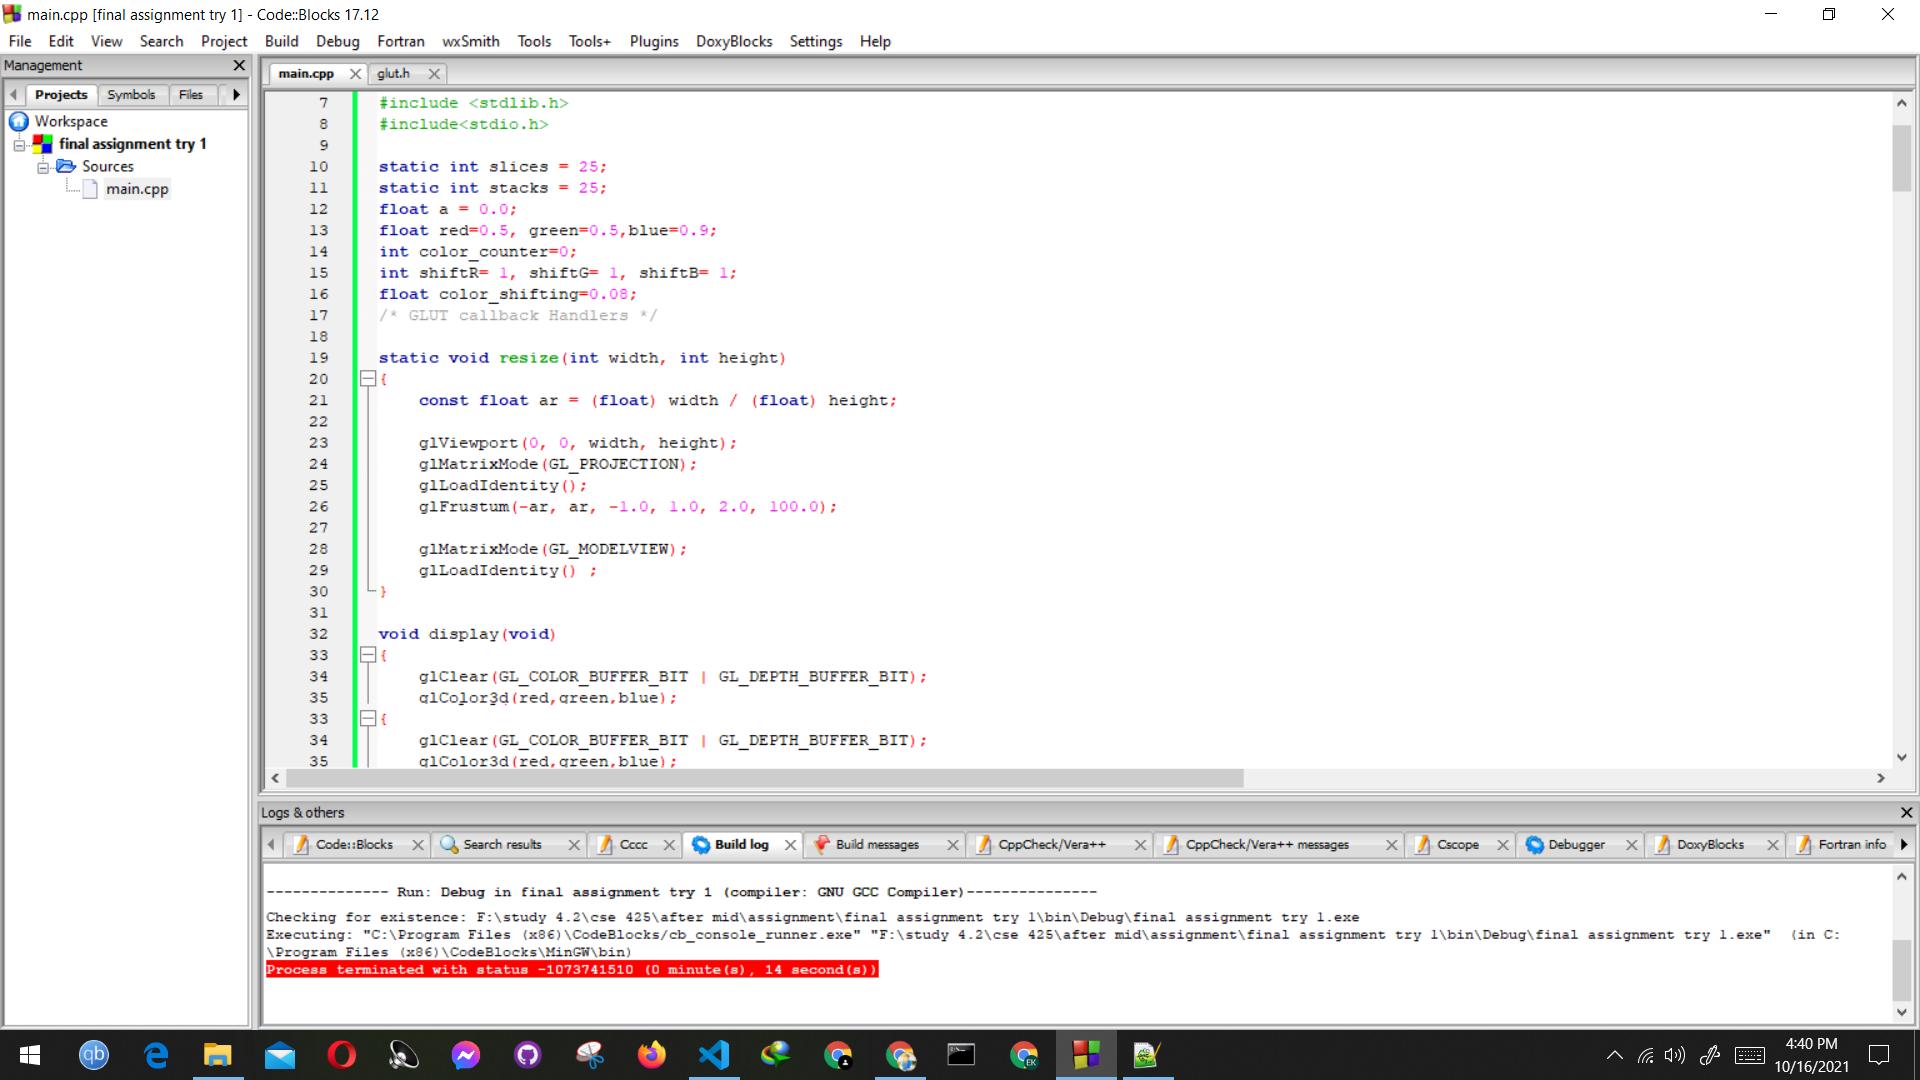 main.cpp [final assignment try 1] - Code::Blocks 17.12
File Edit View Search Project Build Debug Fortran wxSmith Tools Tools+ Plugins DoxyBlocks Settings Help
Management
Projects Symbols Files
Workspace
final assignment try 1
Sources
main.cpp
main.cpp glut.h
7 #include <stdlib.h>
8 #include<stdio.h>
9
10 static int slices = 25;
11 static int stacks = 25;
12 float a = 0.0;
13 float red=0.5, green=0.5,blue=0.9;
14 int color_counter=0;
15 int shiftR= 1, shiftG= 1, shiftB= 1;
16 float color_shifting=0.08;
17 /* GLUT callback Handlers */
18
19 static void resize(int width, int height)
20 {
21 const float ar = (float) width / (float) height;
22
23 glViewport(0, 0, width, height);
24 glMatrixMode(GL_PROJECTION);
25 glLoadIdentity();
26 glFrustum(-ar, ar, -1.0, 1.0, 2.0, 100.0);
27
28 glMatrixMode(GL_MODELVIEW);
29 glLoadIdentity() ;
30 }
31
32 void display(void)
33 {
34 glClear(GL_COLOR_BUFFER_BIT | GL_DEPTH_BUFFER_BIT);
35 glColor3d(red,green,blue);
33 {
34 glClear(GL_COLOR_BUFFER_BIT | GL_DEPTH_BUFFER_BIT);
35 glColor3d(red,green,blue);
Logs & others
Code::Blocks Search results Cccc Build log Build messages CppCheck/Vera++ CppCheck/Vera++ messages Cscope Debugger DoxyBlocks Fortran info
-------------- Run: Debug in final assignment try 1 (compiler: GNU GCC Compiler)---------------
Checking for existence: F:\study 4.2\cse 425\after mid\assignment\final assignment try 1\bin\Debug\final assignment try 1.exe
Executing: "C:\Program Files (x86)\CodeBlocks/cb_console_runner.exe" "F:\study 4.2\cse 425\after mid\assignment\final assignment try 1\bin\Debug\final assignment try 1.exe" (in C:
\Program Files (x86)\CodeBlocks\MinGW\bin)
Process terminated with status -1073741510 (0 minute(s), 14 second(s))
qb
EK
4:40 PM
10/16/2021